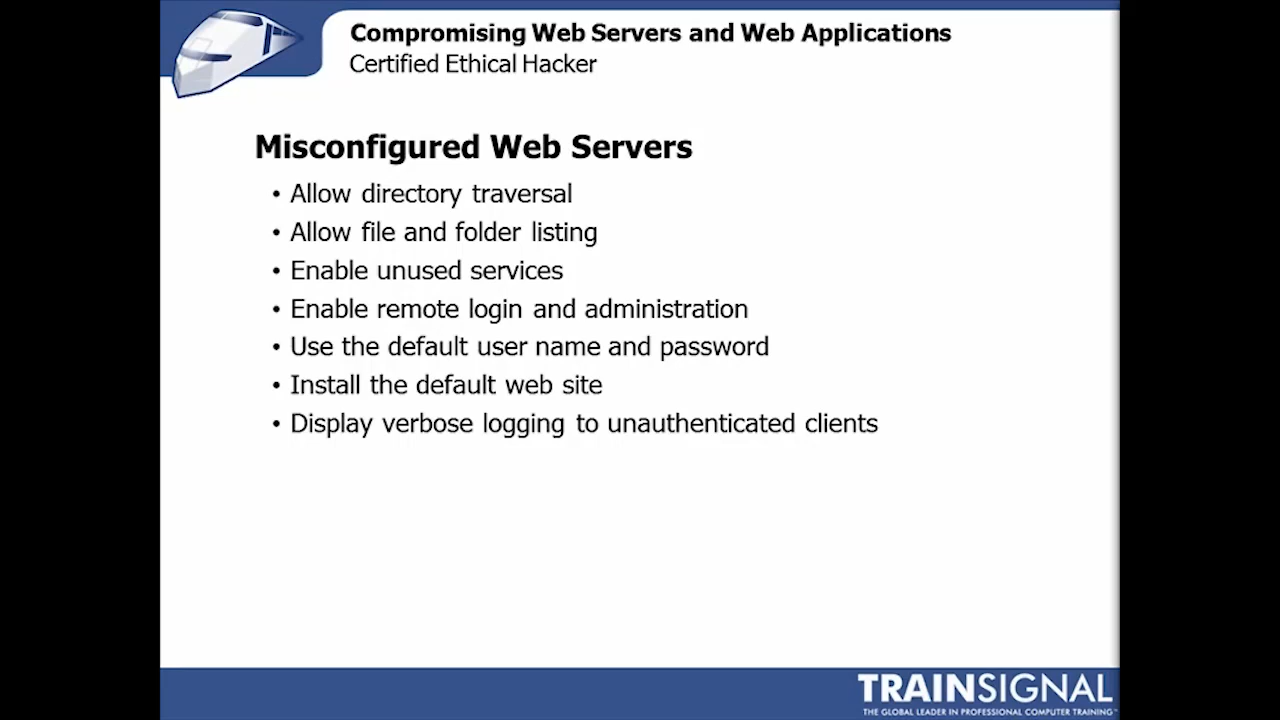 Compromising Web Servers and Web Applications
Certified Ethical Hacker
Misconfigured Web Servers
• Allow directory traversal
• Allow file and folder listing
• Enable unused services
• Enable remote login and administration
• Use the default user name and password
• Install the default web site
• Display verbose logging to unauthenticated clients
TRAINSIGNAL
THE GLOBAL LEADER IN PROFESSIONAL COMPUTER TRAINING™